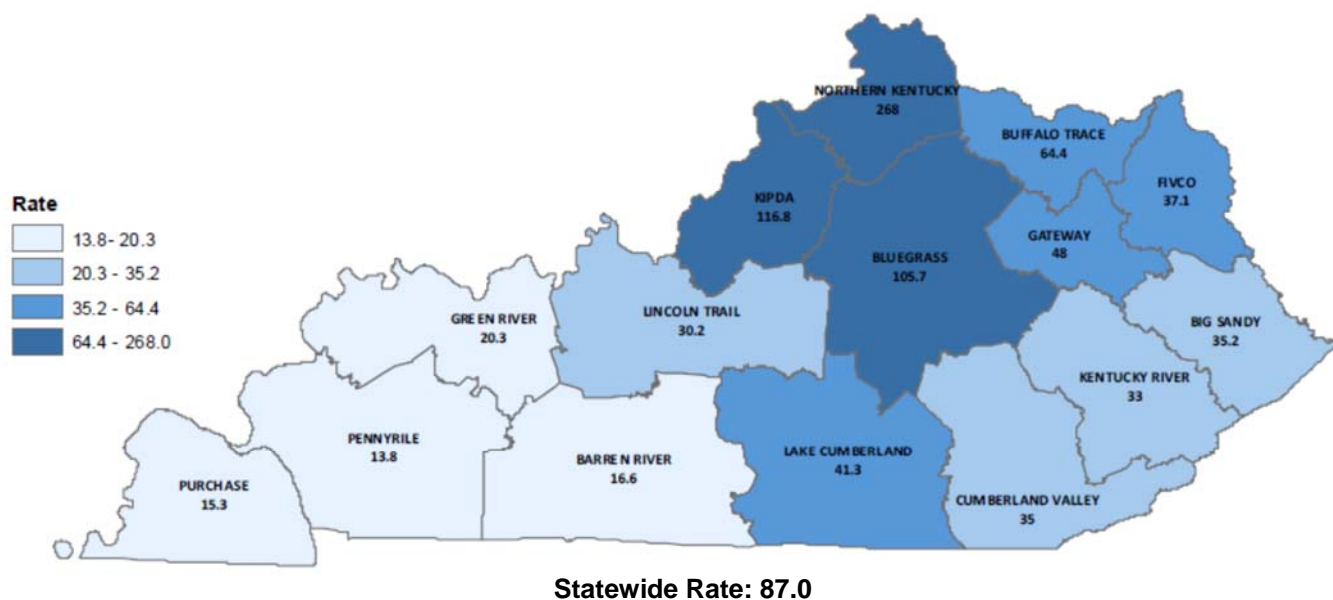 NORTHERN KENTUCKY
268
BUFFALO TRACE
64.4
FIVCO
37.1
KIPDA
116.8
Rate
13.8- 20.3
20.3 - 35.2
35.2 - 64.4
64.4 - 268.0
GATEWAY
48
BLUEGRASS
105.7
GREEN RIVER
20.3
LINCOLN TRAIL
30.2
BIG SANDY
35.2
KENTUCKY RIVER
33
PENNYRILE
13.8
BARREN RIVER
16.6
LAKE CUMBERLAND
41.3
PURCHASE
15.3
CUMBERLAND VALLEY
35
Statewide Rate: 87.0